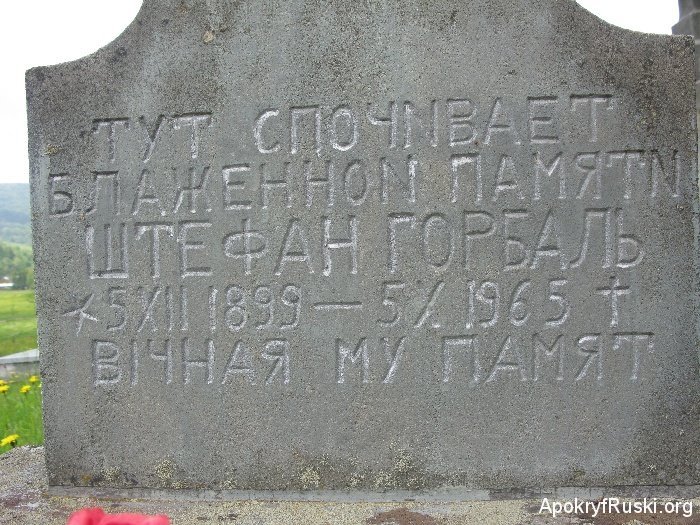 ТУТ СПОЧИВАЕТ
БЛАЖЕННОИ ПАМЯТИ
ШТЕФАН ГОРБАЛЬ
* 5 XII 1899 — 5 X 1965 †
ВІЧНАЯ МУ ПАМЯТ
ApokryfRuski.org